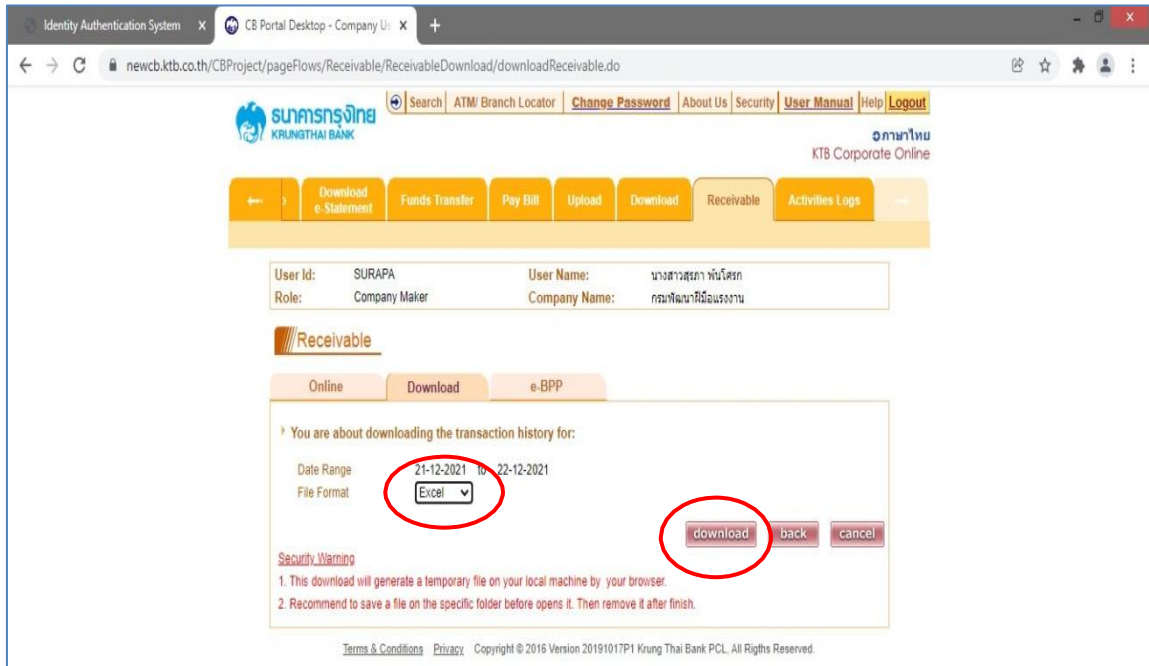 Identity Authentication System X CB Portal Desktop - Company Us X +
newcb.ktb.co.th/CBProject/pageFlows/Receivable/ReceivableDownload/downloadReceivable.do
Search ATM/ Branch Locator Change Password About Us Security User Manual Help Logout
ธนาคารกรุงไทย
KRUNGTHAI BANK
ภาษาไทย
KTB Corporate Online
Download e-Statement Funds Transfer Pay Bill Upload Download Receivable Activities Logs
User Id: SURAPA User Name: นางสาวสุรภา พันโศรก
Role: Company Maker Company Name: กรมพัฒนาฝีมือแรงงาน
Receivable
Online Download e-BPP
You are about downloading the transaction history for:
Date Range 21-12-2021 to 22-12-2021
File Format Excel
download back cancel
Security Warning
1. This download will generate a temporary file on your local machine by your browser.
2. Recommend to save a file on the specific folder before opens it. Then remove it after finish.
Terms & Conditions Privacy Copyright © 2016 Version 20191017P1 Krung Thai Bank PCL, All Rigths Reserved.